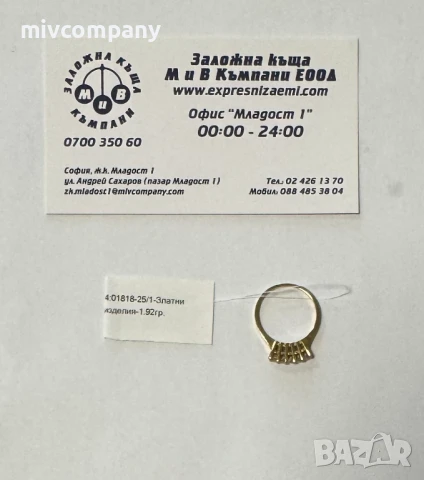 mivcompany
ЗАЛОЖНА КЪЩА
М и В
КЪМПАНИ
0700 350 60
Заложна къща
М и В Къмпани ЕООД
www.expresnizaemi.com
Офис "Младост 1"
00:00 - 24:00
София, ж.к. Младост 1
ул. Андрей Сахаров (пазар Младост 1)
zk.mladost1@mivcompany.com
Тел.: 02 426 13 70
Мобил.: 088 485 38 04
4:01818-25/1-Златни
изделия-1.92гр.
BAZAR